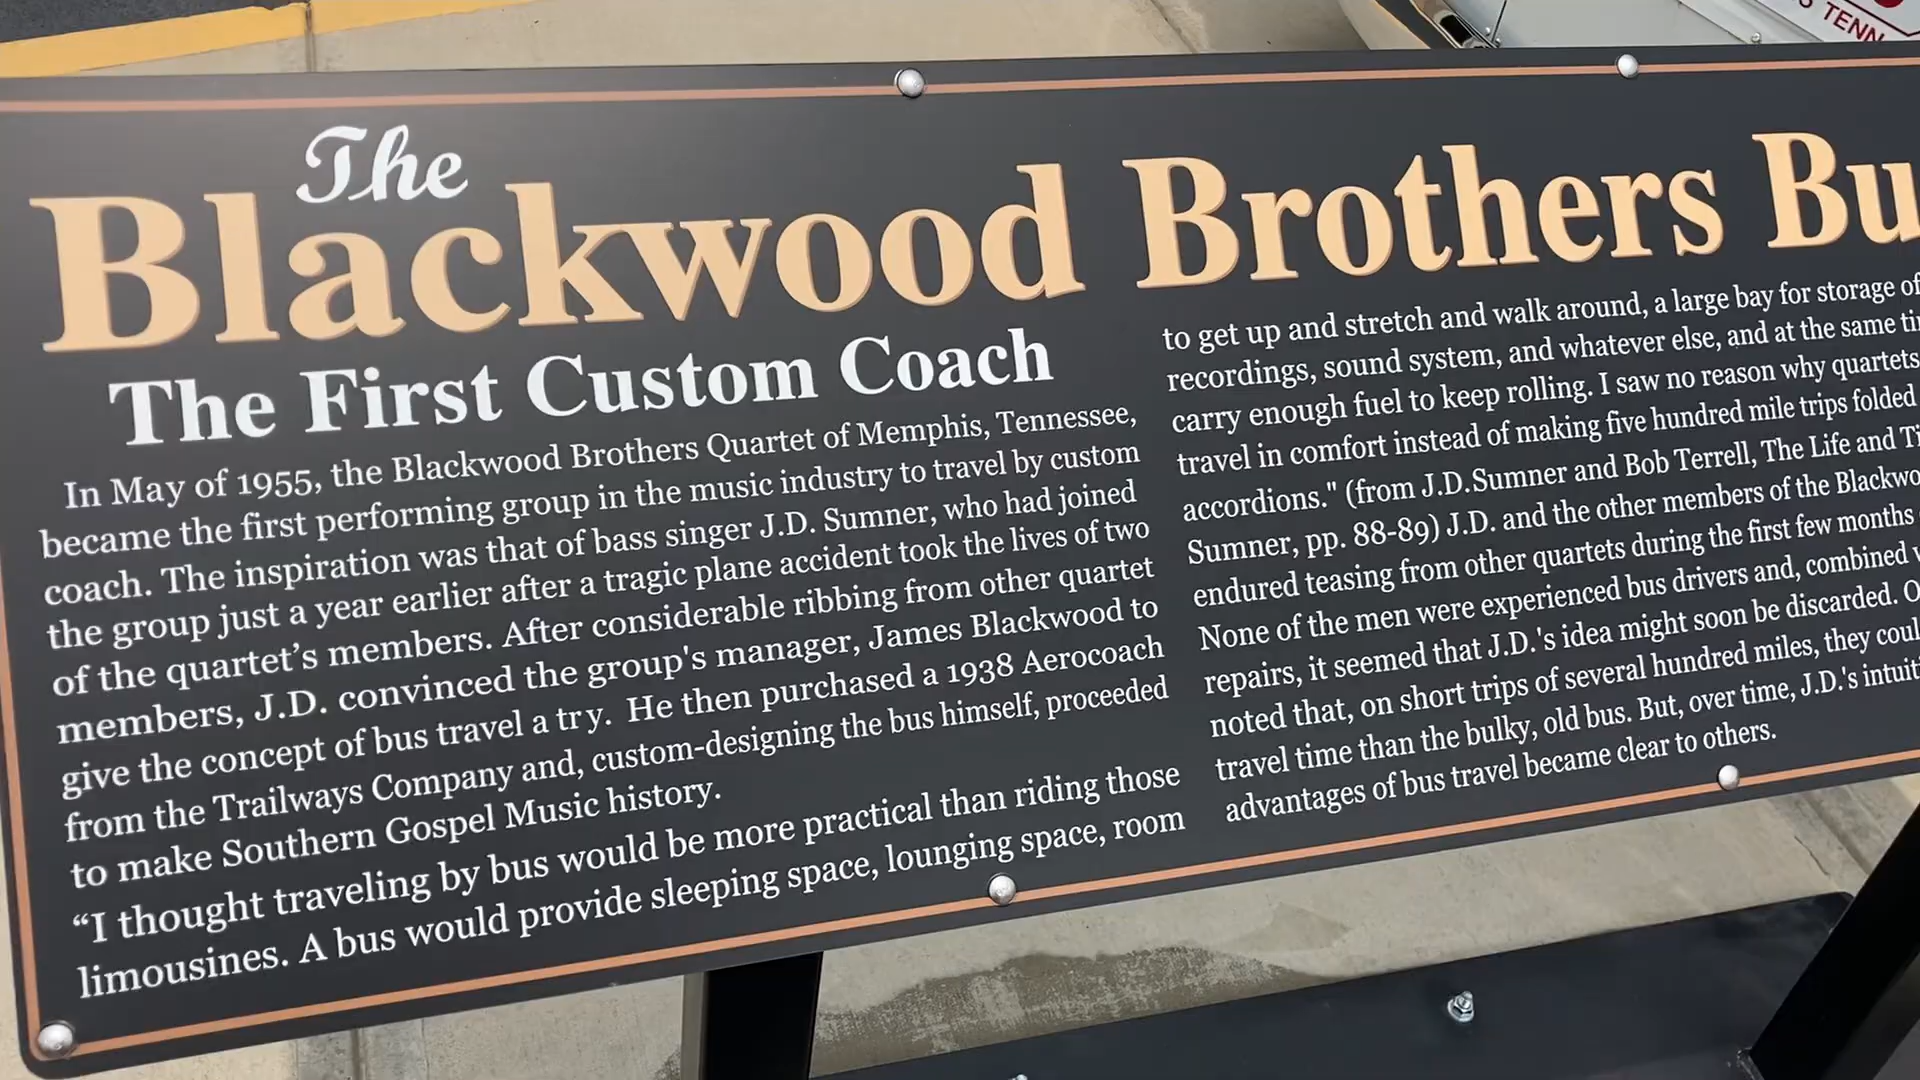 The
Blackwood Brothers Bu
The First Custom Coach
In May of 1955, the Blackwood Brothers Quartet of Memphis, Tennessee,
became the first performing group in the music industry to travel by custom
coach. The inspiration was that of bass singer J.D. Sumner, who had joined
the group just a year earlier after a tragic plane accident took the lives of two
of the quartet’s members. After considerable ribbing from other quartet
members, J.D. convinced the group's manager, James Blackwood to
give the concept of bus travel a try. He then purchased a 1938 Aerocoach
from the Trailways Company and, custom-designing the bus himself, proceeded
to make Southern Gospel Music history.
“I thought traveling by bus would be more practical than riding those
limousines. A bus would provide sleeping space, lounging space, room
to get up and stretch and walk around, a large bay for storage of
recordings, sound system, and whatever else, and at the same ti
carry enough fuel to keep rolling. I saw no reason why quartets
travel in comfort instead of making five hundred mile trips folded
accordions." (from J.D.Sumner and Bob Terrell, The Life and Ti
Sumner, pp. 88-89) J.D. and the other members of the Blackwo
endured teasing from other quartets during the first few months
None of the men were experienced bus drivers and, combined
repairs, it seemed that J.D.'s idea might soon be discarded. O
noted that, on short trips of several hundred miles, they coul
travel time than the bulky, old bus. But, over time, J.D.'s intuiti
advantages of bus travel became clear to others.
TENN